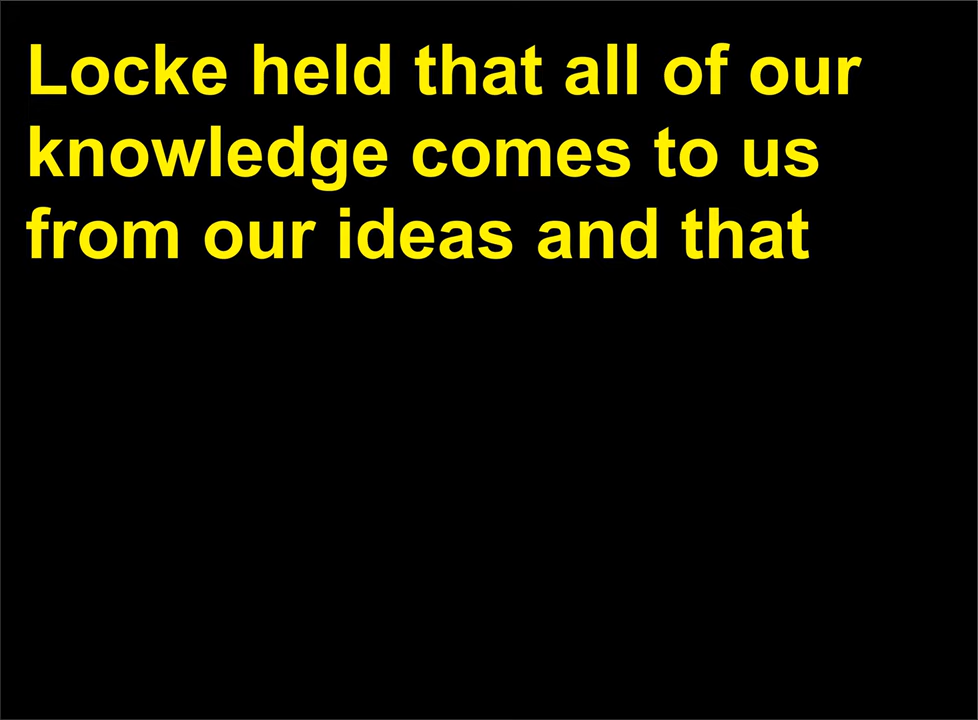 Locke held that all of our
knowledge comes to us
from our ideas and that